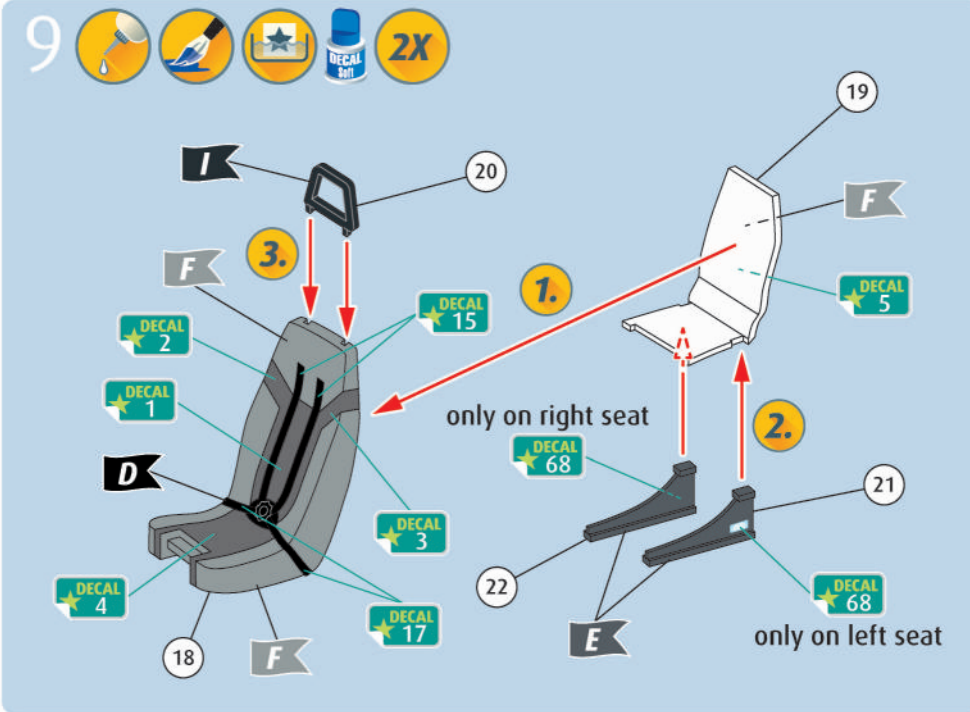 9
DECAL
Soft
2X
19
I
20
F
3.
F
1.
DECAL
15
DECAL
5
DECAL
2
DECAL
1
only on right seat
DECAL
68
2.
D
21
DECAL
3
22
DECAL
4
DECAL
17
DECAL
68
E
only on left seat
18
F